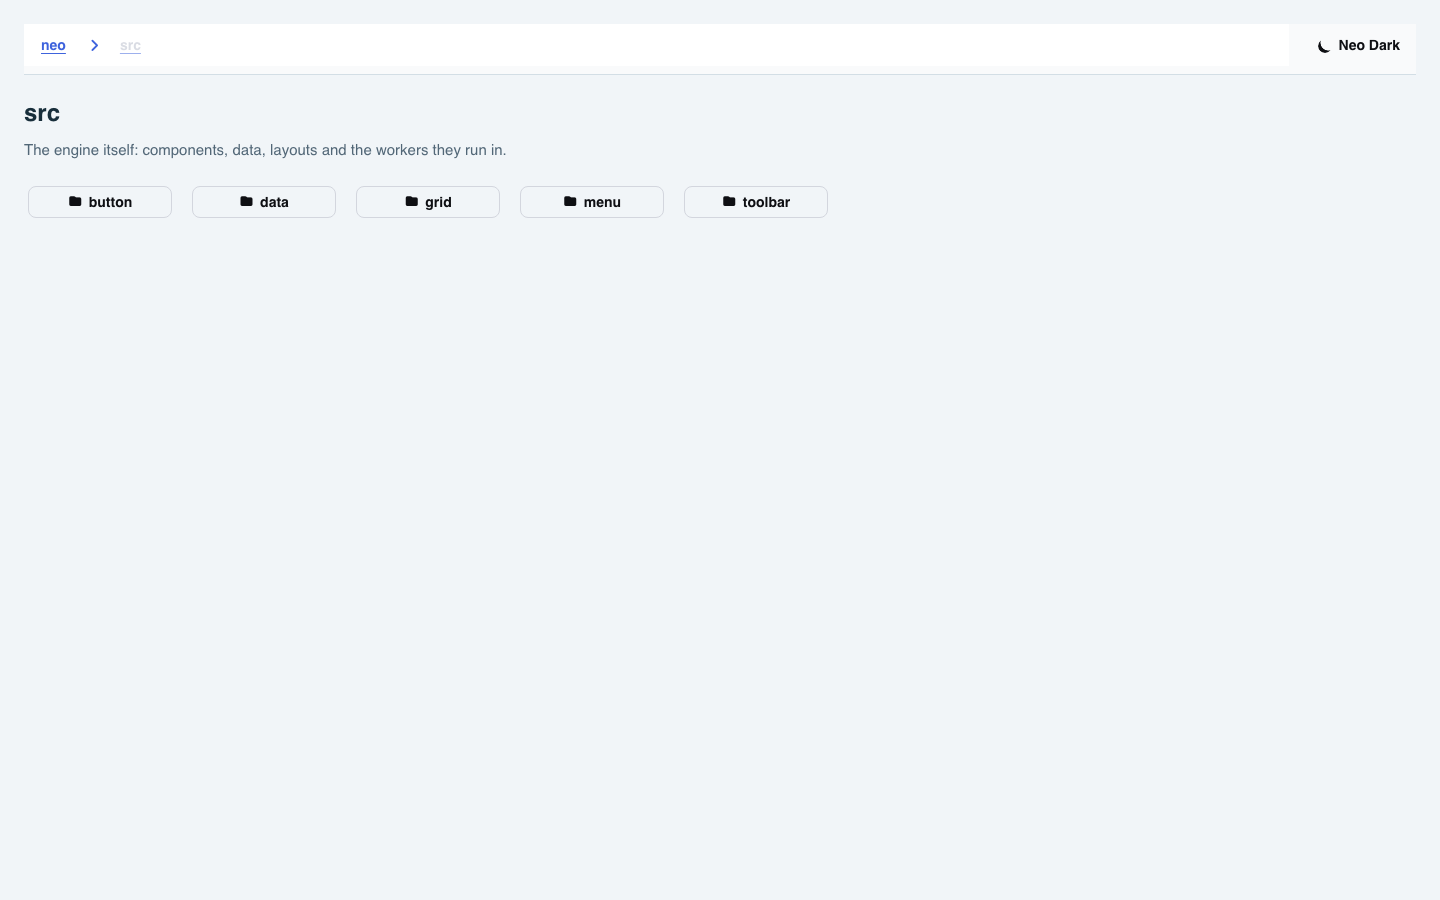 neo src Neo Dark
src
The engine itself: components, data, layouts and the workers they run in.
button data grid menu toolbar